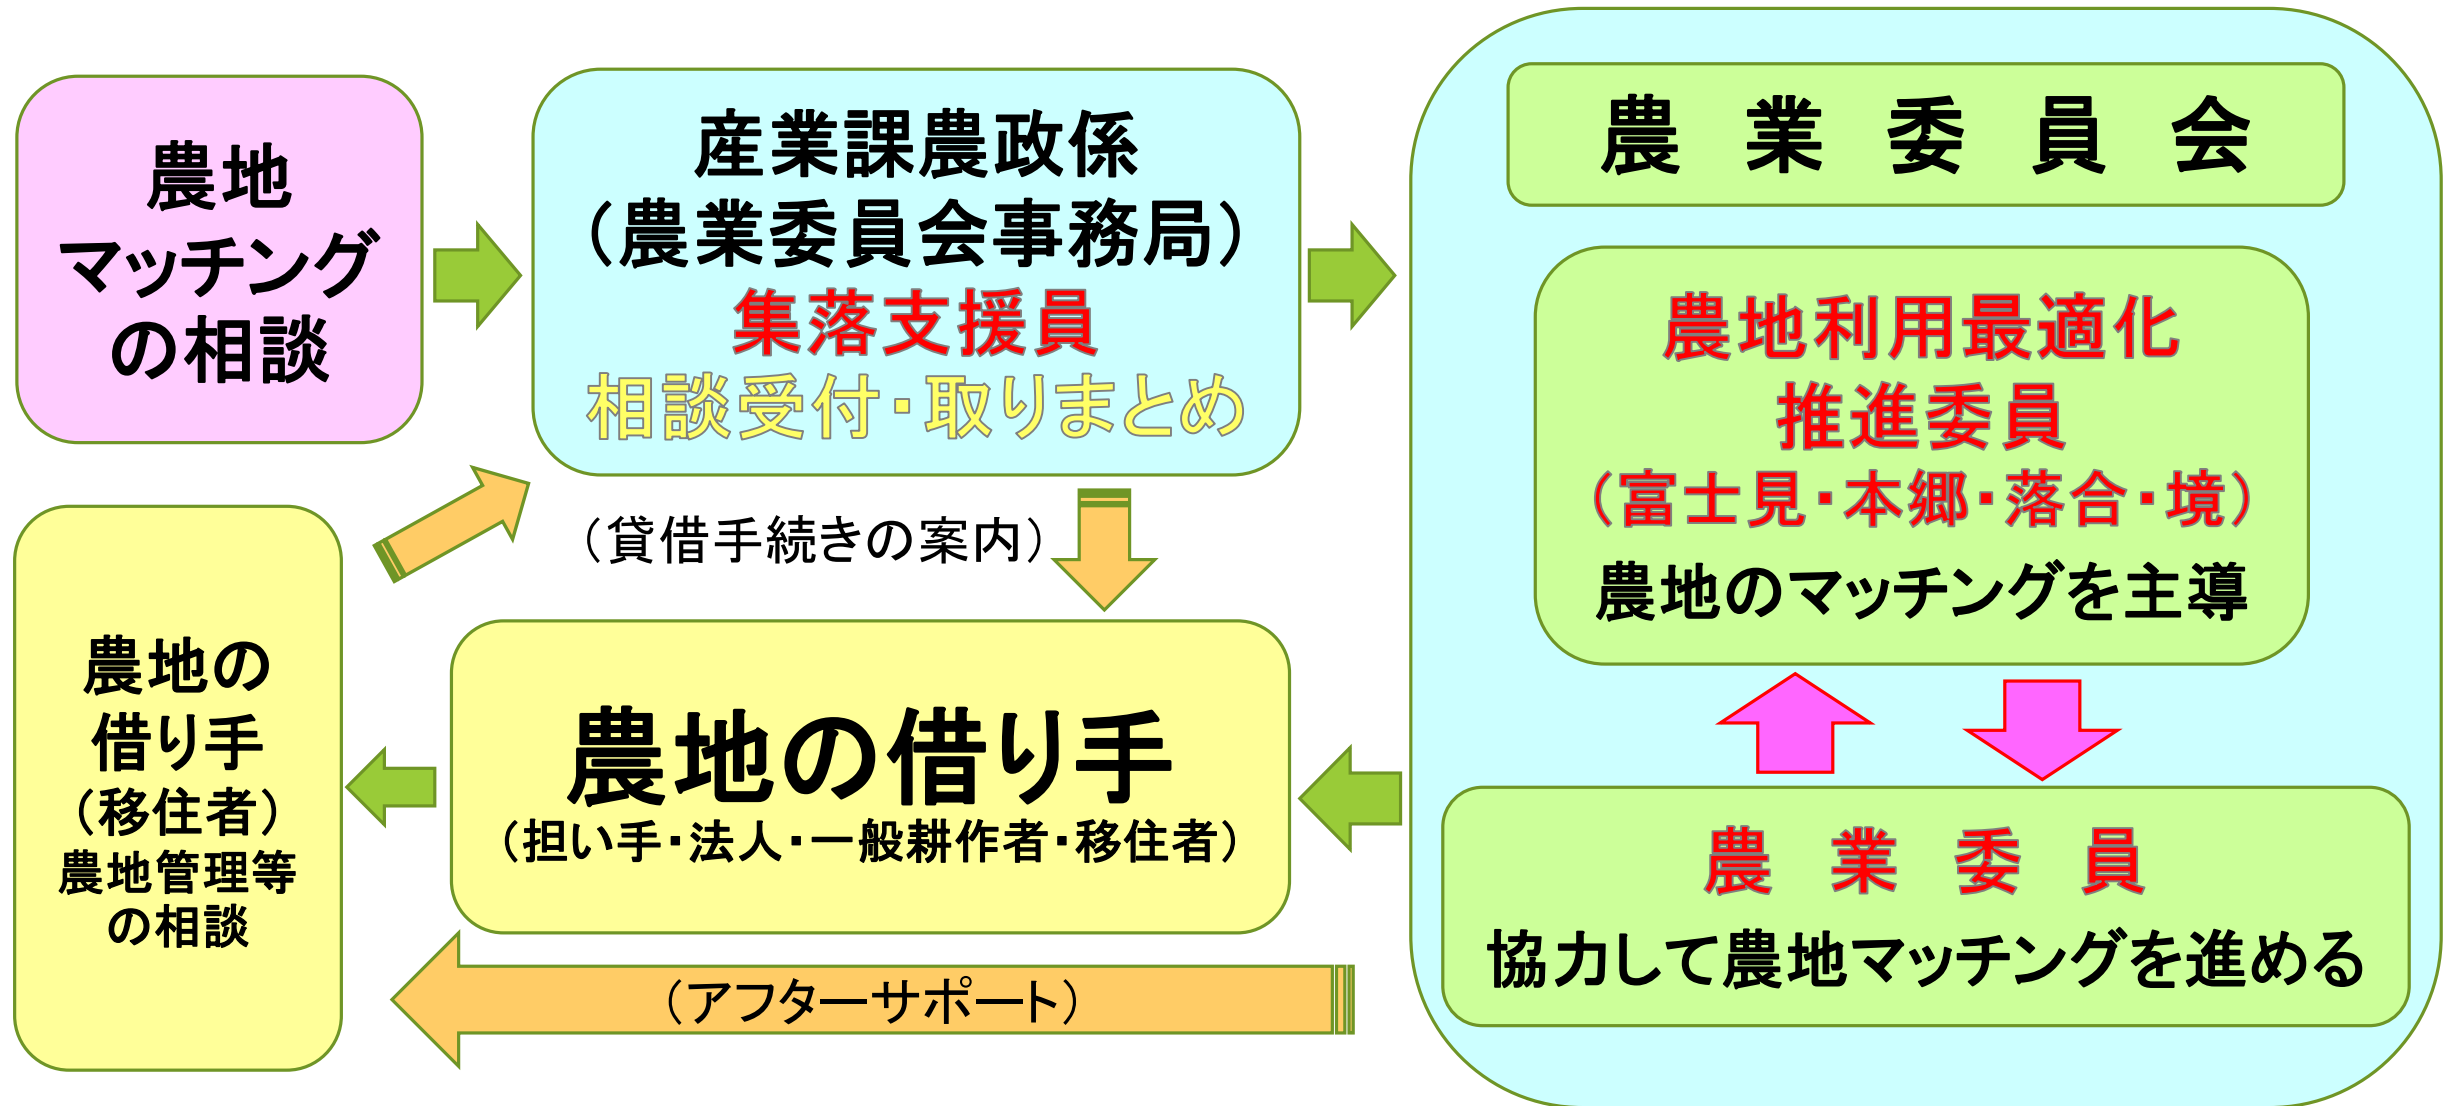 農地
マッチング
の相談
産業課農政係
（農業委員会事務局）
集落支援員
相談受付・取りまとめ
農　業　委　員　会
農地利用最適化
推進委員
（富士見・本郷・落合・境）
農地のマッチングを主導
農　業　委　員
協力して農地マッチングを進める
（貸借手続きの案内）
農地の借り手
（担い手・法人・一般耕作者・移住者）
農地の
借り手
（移住者）
農地管理等
の相談
（アフターサポート）